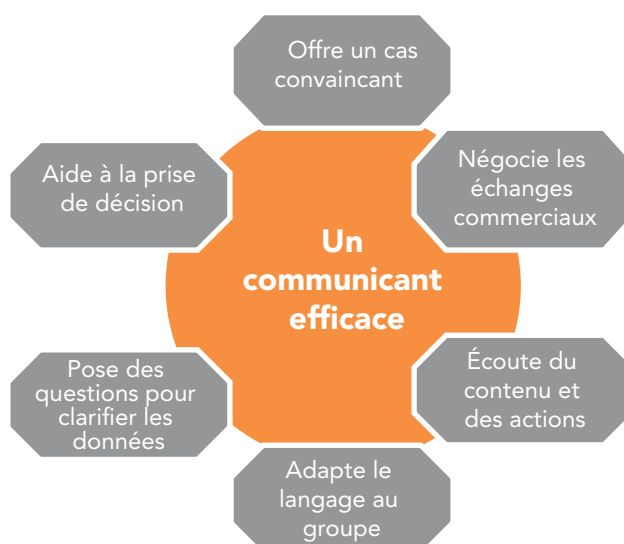 Offre un cas
convaincant
Négocie les
échanges
commerciaux
Écoute du
contenu et
des actions
Adapte le
langage au
groupe
Pose des
questions pour
clarifier les
données
Aide à la prise
de décision
Un
communicant
efficace